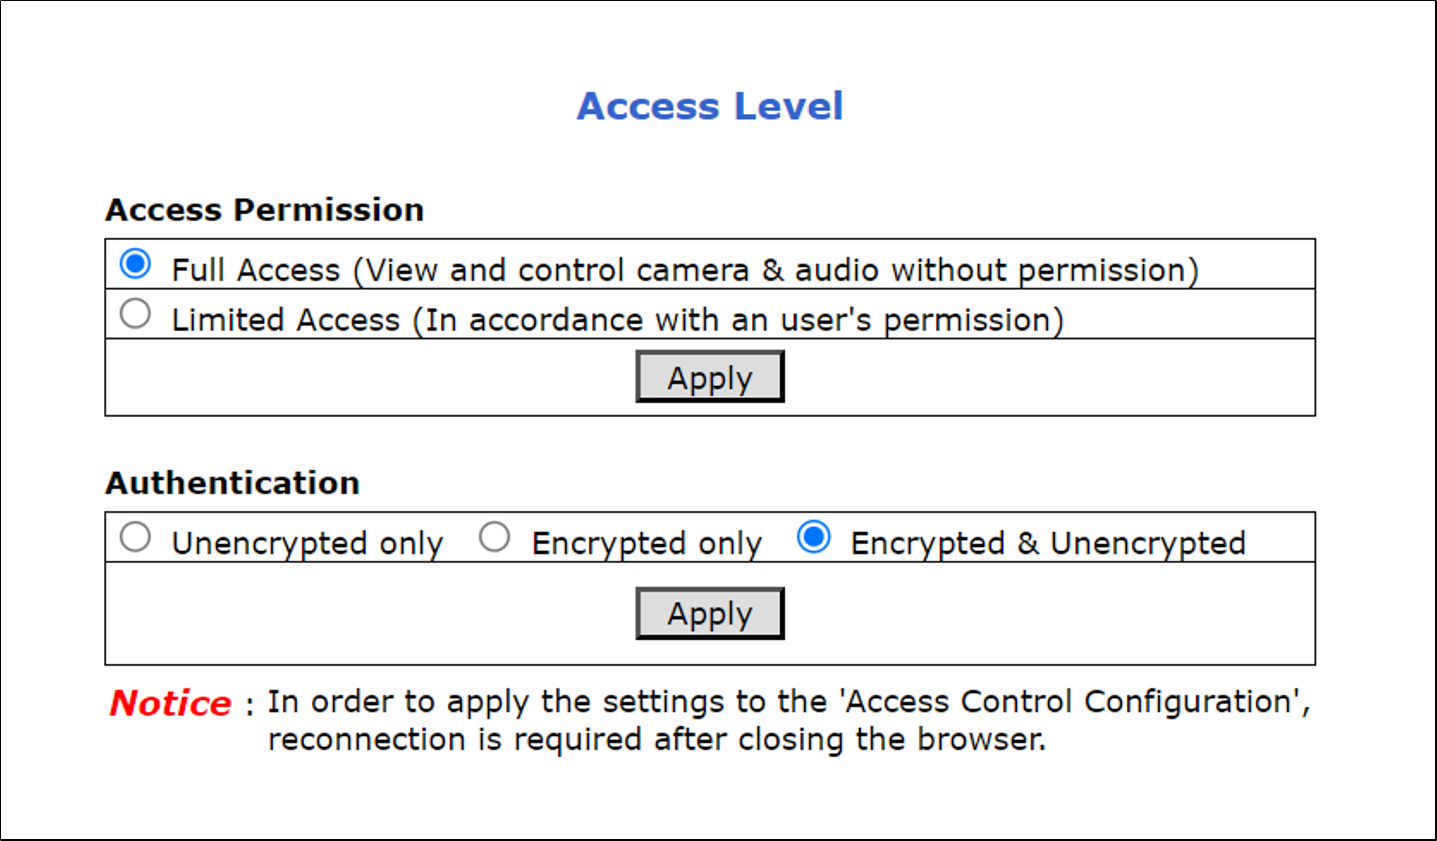 Access Level
Access Permission
Full Access (View and control camera & audio without permission)
Limited Access (In accordance with an user's permission)
Apply
Authentication
Unencrypted only Encrypted only Encrypted & Unencrypted
Apply
Notice : In order to apply the settings to the 'Access Control Configuration',
reconnection is required after closing the browser.